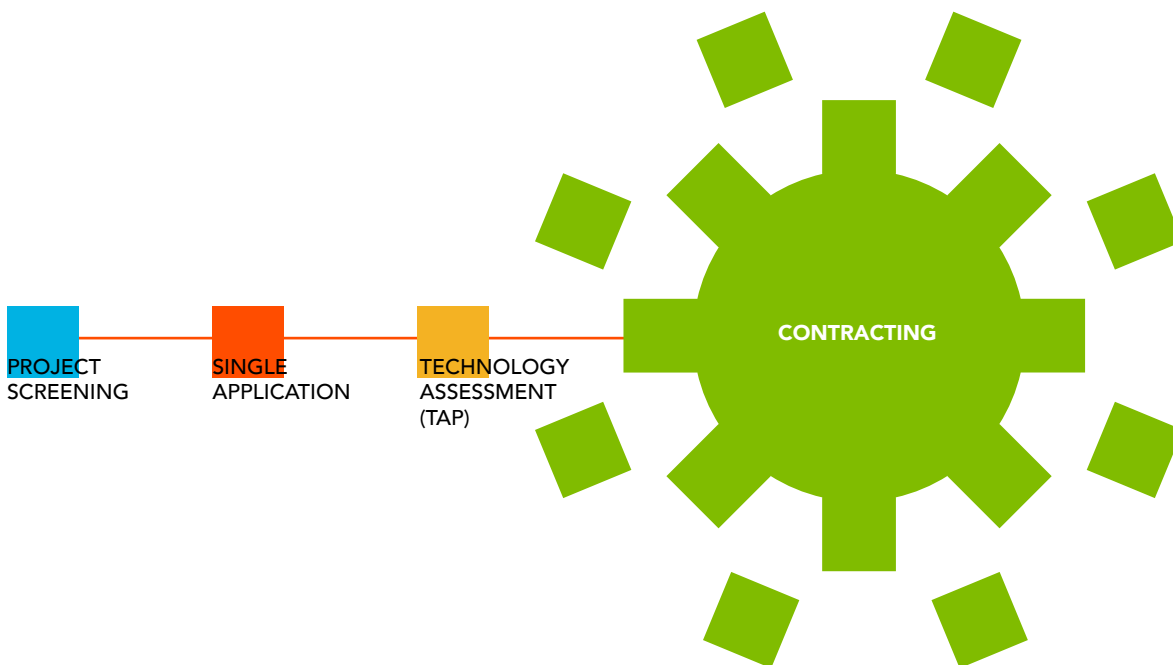 PROJECT
SCREENING
SINGLE
APPLICATION
TECHNOLOGY
ASSESSMENT
(TAP)
CONTRACTING